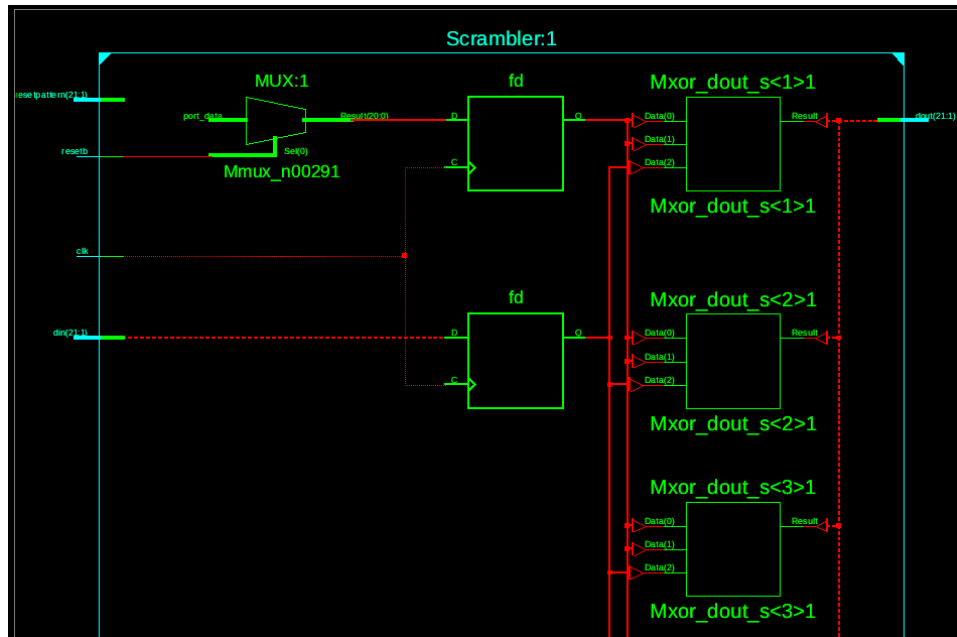 Scrambler:1
MUX:1
fd
Mxor_dout_s<1>1
esetpattern(21:1)
port_data
Result(20:0)
D
Q
Data(0)
Result
dout(21:1)
Data(1)
resetb
Sel(0)
C
Data(2)
Mmux_n00291
Mxor_dout_s<1>1
clk
fd
Mxor_dout_s<2>1
din(21:1)
D
Q
Data(0)
Result
Data(1)
C
Data(2)
Mxor_dout_s<2>1
Mxor_dout_s<3>1
Data(0)
Result
Data(1)
Data(2)
Mxor_dout_s<3>1